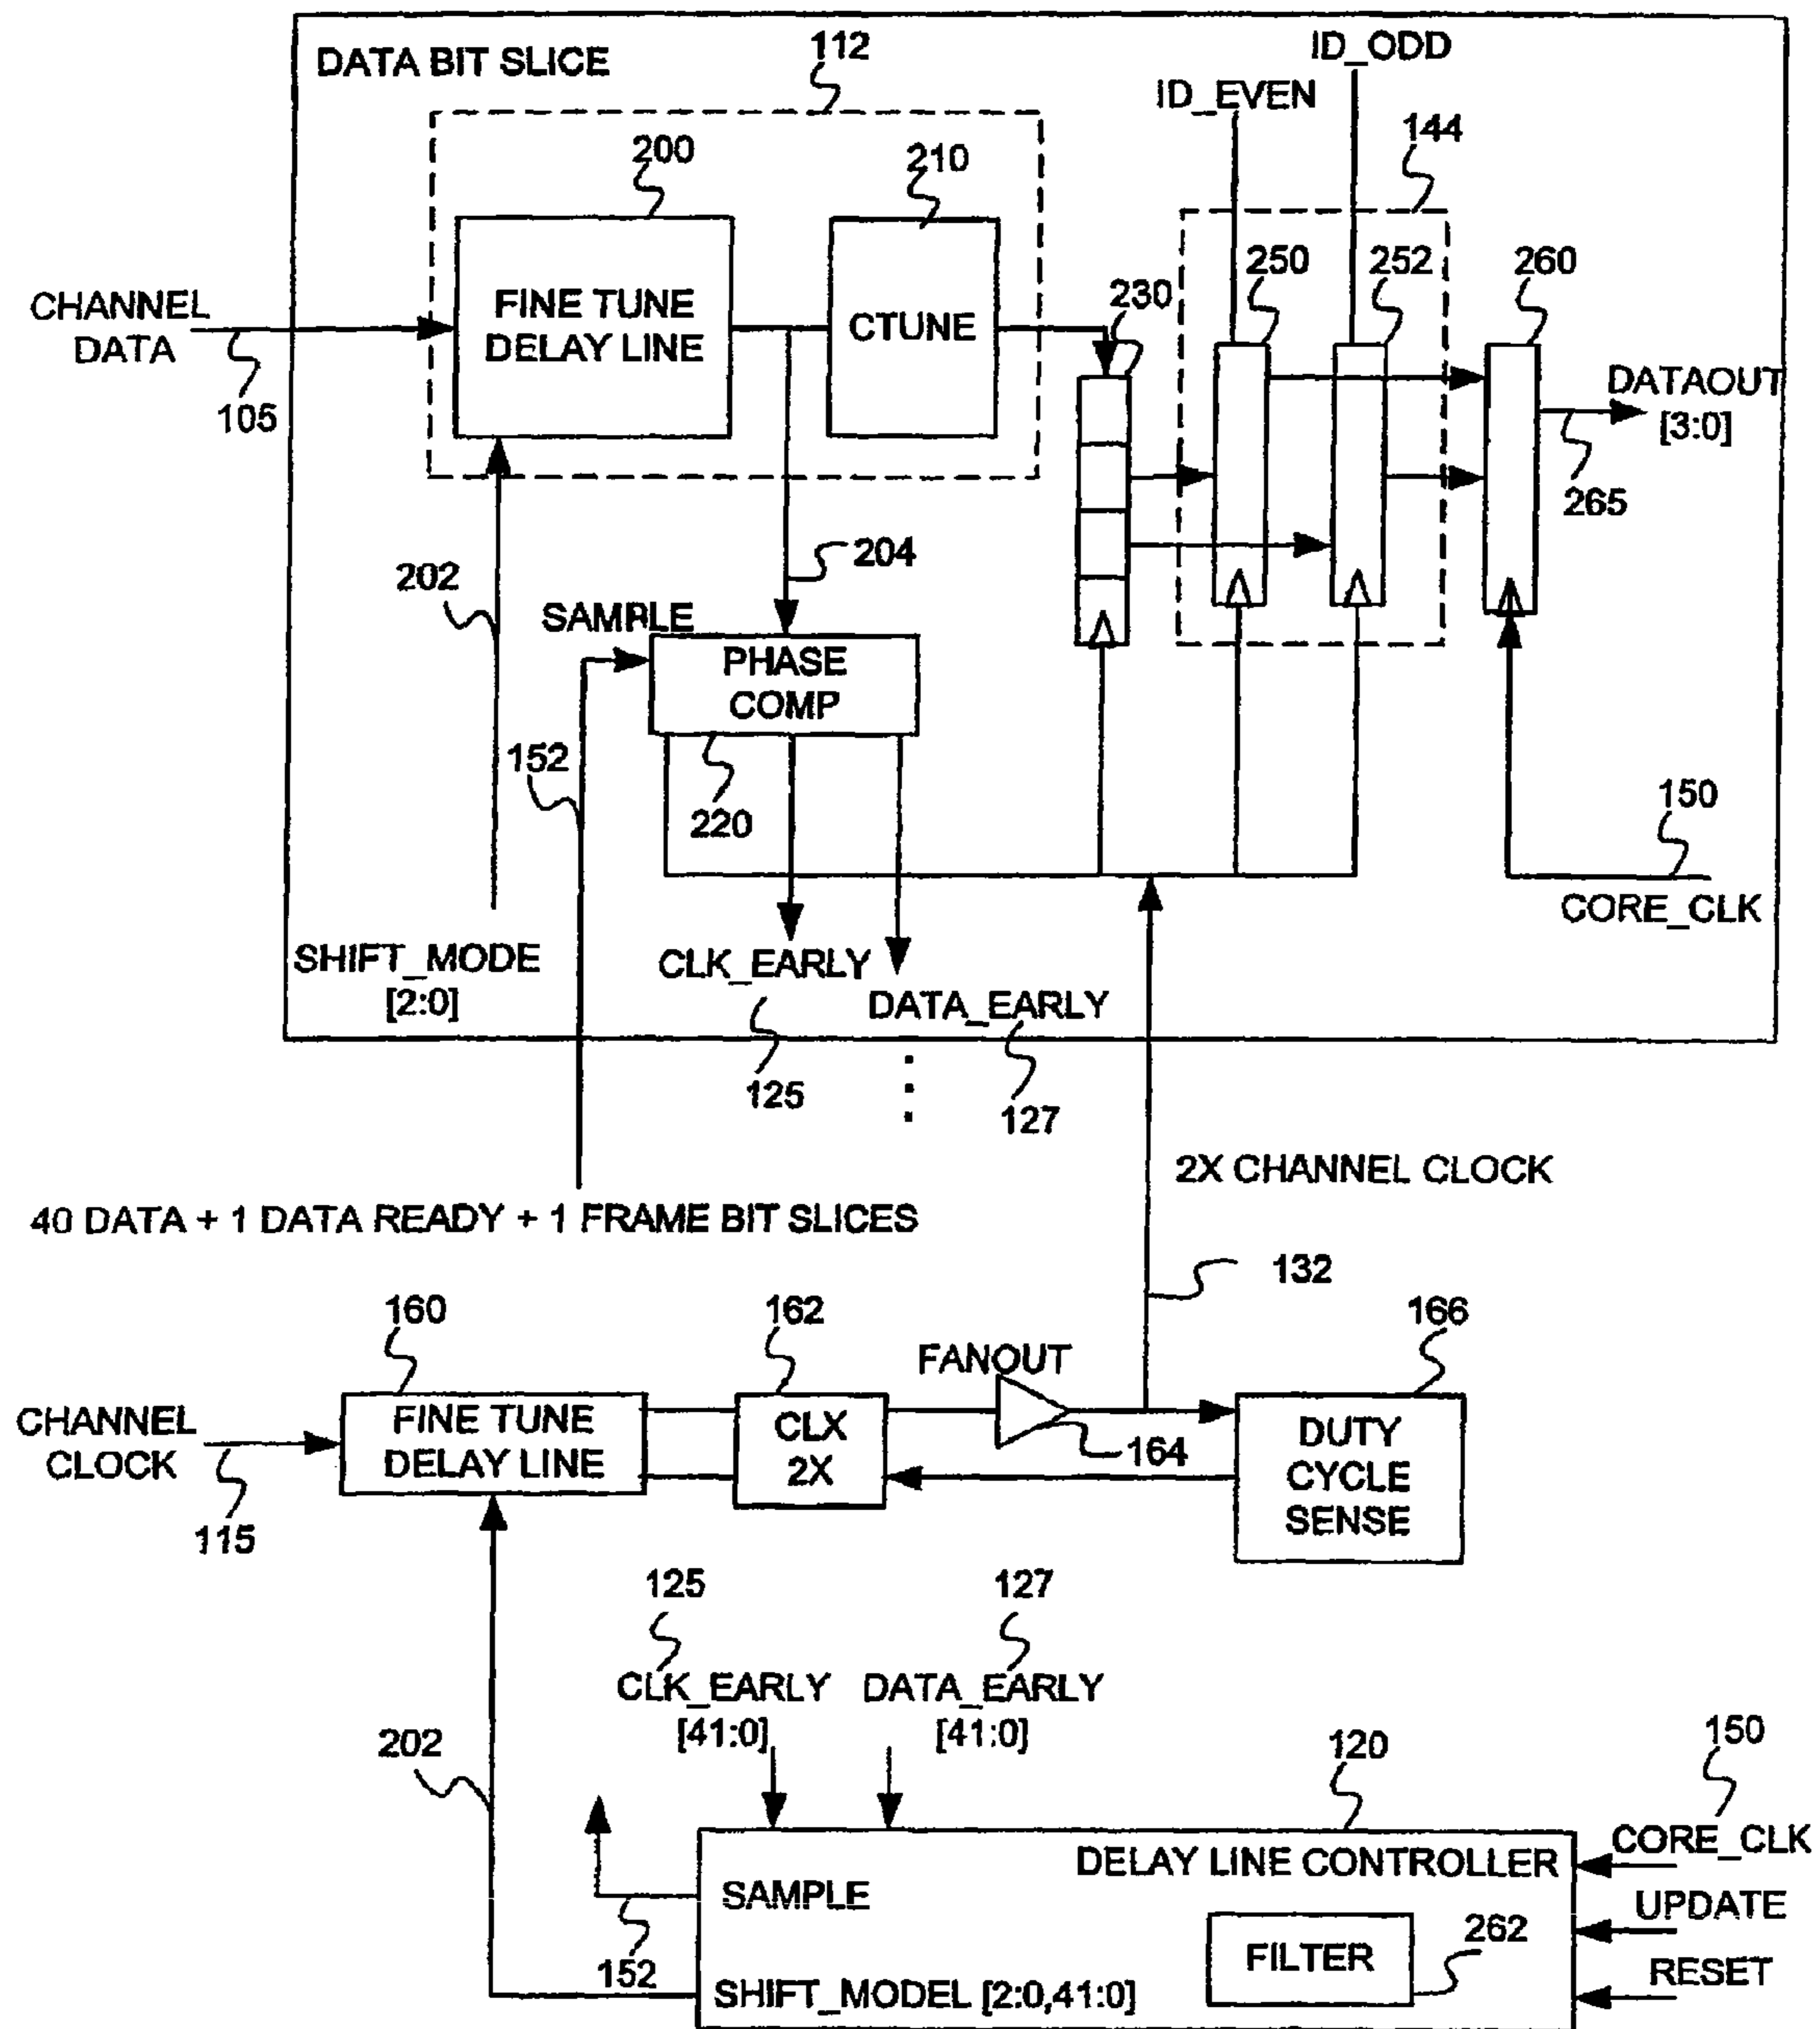 DATA BIT SLICE
112
ID_ODD
ID_EVEN
144
200
210
250
252
260
230
CHANNEL
DATA
105
FINE TUNE
DELAY LINE
CTUNE
DATAOUT
[3:0]
265
204
202
SAMPLE
PHASE
COMP
152
220
150
CORE_CLK
SHIFT_MODE
[2:0]
CLK_EARLY
DATA_EARLY
125
127
2X CHANNEL CLOCK
40 DATA + 1 DATA READY + 1 FRAME BIT SLICES
132
160
162
166
FANOUT
CHANNEL
CLOCK
115
FINE TUNE
DELAY LINE
CLX
2X
164
DUTY
CYCLE
SENSE
125
127
CLK_EARLY
[41:0]
DATA_EARLY
[41:0]
202
120
150
CORE_CLK
DELAY LINE CONTROLLER
SAMPLE
UPDATE
152
FILTER
262
RESET
SHIFT_MODEL [2:0,41:0]